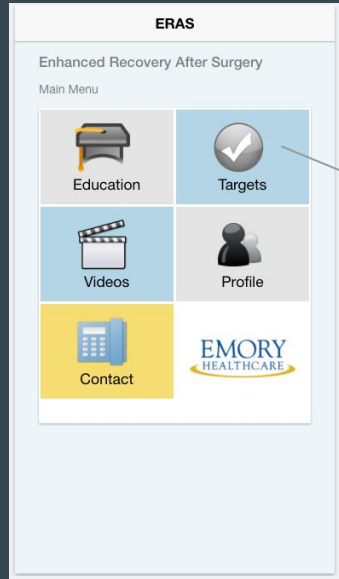 ERAS
Enhanced Recovery After Surgery
Main Menu
Education
Targets
Videos
Profile
Contact
EMORY
HEALTHCARE